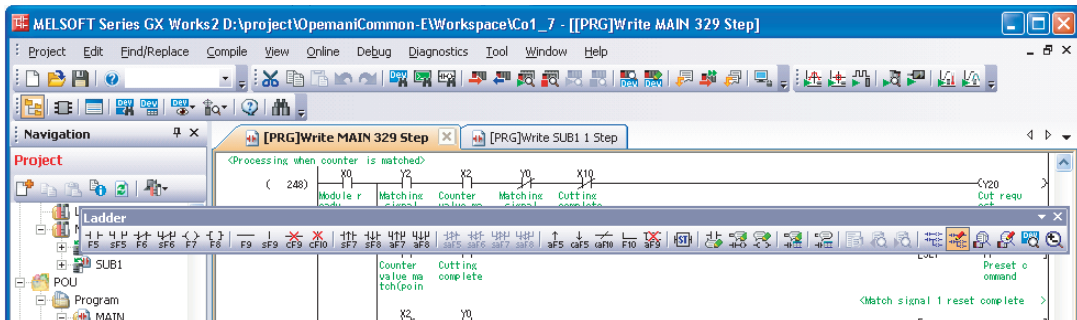 MELSOFT Series GX Works2 D:\project\OpemaniCommon-E\Workspace\Co1_7 - [[PRG]Write MAIN 329 Step]
Project Edit Find/Replace Compile View Online Debug Diagnostics Tool Window Help
Navigation
[PRG]Write MAIN 329 Step
[PRG]Write SUB1 1 Step
Project
<Processing when counter is matched>
( 248)
X0 Y2 X2 Y0 X10
Y20
Module r Matching Counter Matching Cutting
Cut requ
Ladder
F5 sF5 F6 sF6 F7 F8 F9 sF9 cF9 cF10 sF7 sF8 aF7 aF8 saF5 saF6 saF7 saF8 aF5 caF5 caF10 F10 aF9
SUB1
Counter Cutting
Preset c
value ma complete
ommand
tch(poin
POU
Program
<Match signal 1 reset complete >
MAIN
X2 Y0